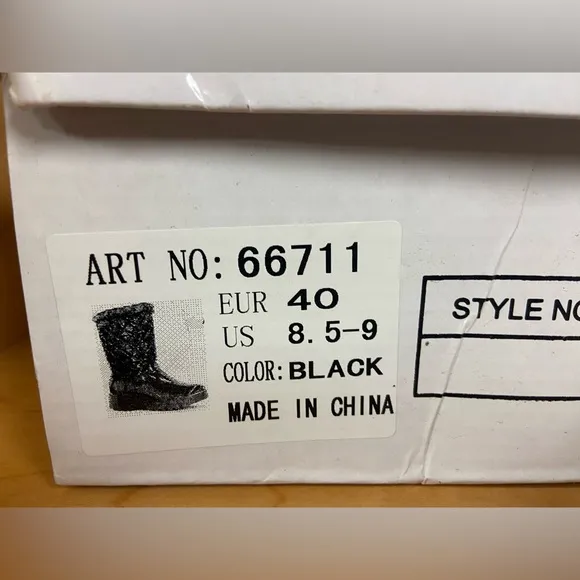 ART NO: 66711
EUR 40
US 8.5-9
COLOR: BLACK
MADE IN CHINA
STYLE NO